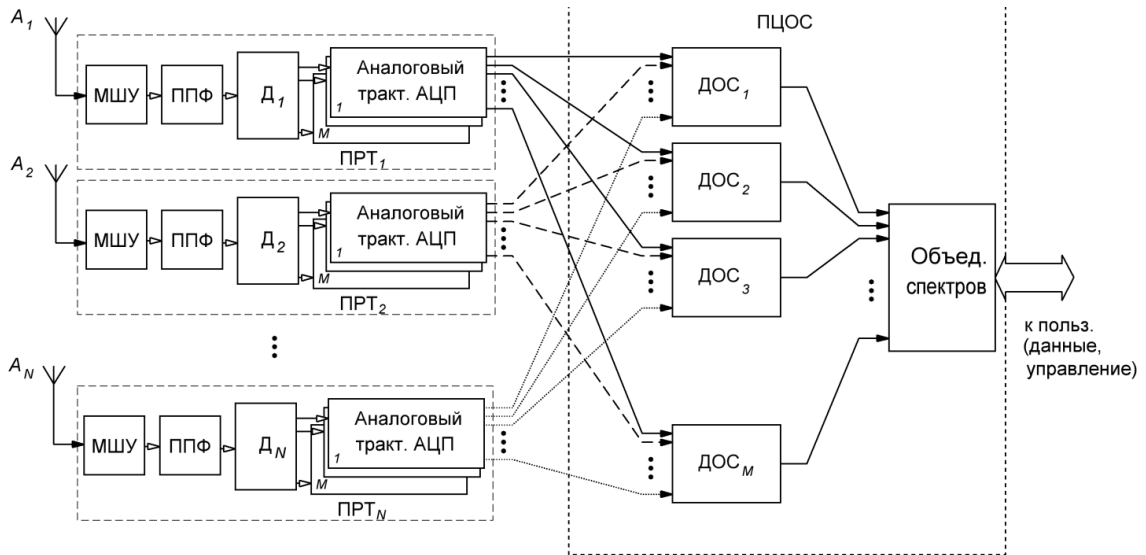 A1
МШУ
ППФ
Д1
Аналоговый
тракт. АЦП
1
М
ПРТ1
A2
МШУ
ППФ
Д2
Аналоговый
тракт. АЦП
1
М
ПРТ2
AN
МШУ
ППФ
ДN
Аналоговый
тракт. АЦП
1
М
ПРТN
ПЦОС
ДОС1
ДОС2
ДОС3
ДОСM
Объед.
спектров
к польз.
(данные,
управление)